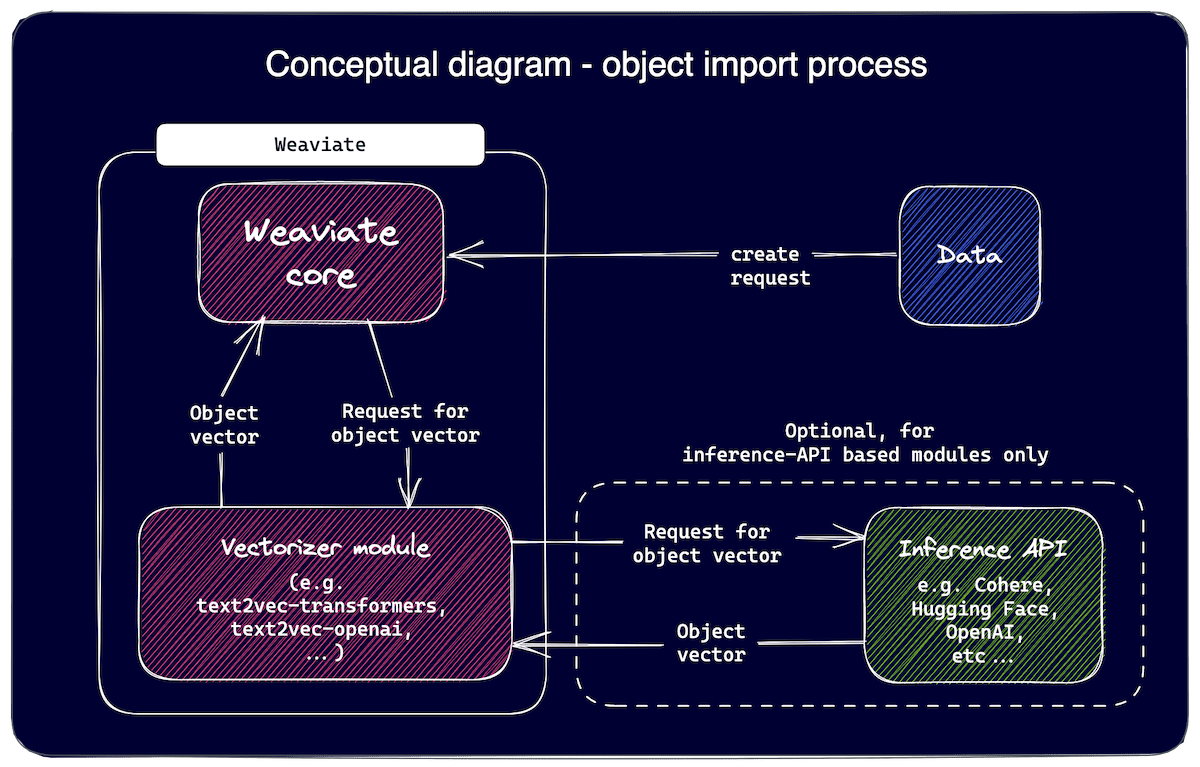 Conceptual diagram - object import process
Weaviate
Weaviate
core
create
request
Data
Object
vector
Request for
object vector
Optional, for
inference-API based modules only
Vectorizer module
(e.g.
text2vec-transformers,
text2vec-openai,
...)
Request for
object vector
Object
vector
Inference API
e.g. Cohere,
Hugging Face,
OpenAI,
etc...